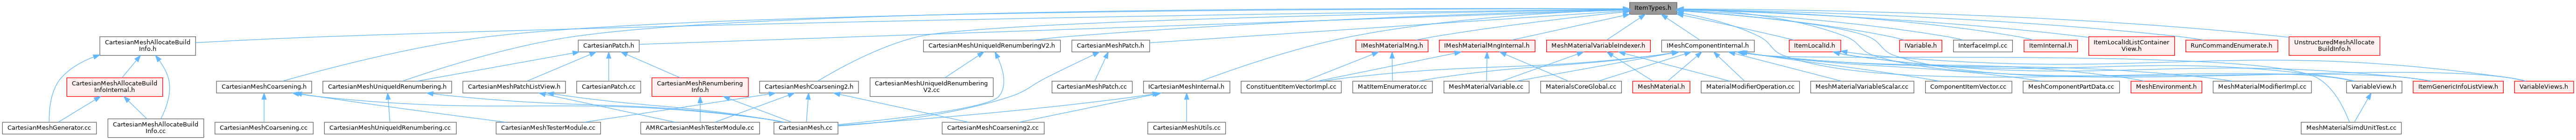 ItemTypes.h
CartesianMeshAllocateBuild
Info.h
CartesianPatch.h
CartesianMeshUniqueIdRenumberingV2.h
CartesianMeshPatch.h
IMeshMaterialMng.h
IMeshMaterialMngInternal.h
MeshMaterialVariableIndexer.h
IMeshComponentInternal.h
ItemLocalId.h
IVariable.h
InterfaceImpl.cc
ItemInternal.h
ItemLocalIdListContainer
View.h
RunCommandEnumerate.h
UnstructuredMeshAllocate
BuildInfo.h
CartesianMeshAllocateBuild
InfoInternal.h
CartesianMeshCoarsening.h
CartesianMeshUniqueIdRenumbering.h
CartesianMeshPatchListView.h
CartesianPatch.cc
CartesianMeshRenumbering
Info.h
CartesianMeshCoarsening2.h
CartesianMeshUniqueIdRenumbering
V2.cc
CartesianMeshPatch.cc
ICartesianMeshInternal.h
ConstituentItemVectorImpl.cc
MatItemEnumerator.cc
MeshMaterialVariable.cc
MaterialsCoreGlobal.cc
MeshMaterial.h
MaterialModifierOperation.cc
MeshMaterialVariableScalar.cc
ComponentItemVector.cc
MeshComponentPartData.cc
MeshEnvironment.h
MeshMaterialModifierImpl.cc
VariableView.h
ItemGenericInfoListView.h
VariableViews.h
CartesianMeshGenerator.cc
CartesianMeshAllocateBuild
Info.cc
CartesianMeshCoarsening.cc
CartesianMeshUniqueIdRenumbering.cc
CartesianMeshTesterModule.cc
AMRCartesianMeshTesterModule.cc
CartesianMesh.cc
CartesianMeshCoarsening2.cc
CartesianMeshUtils.cc
MeshMaterialSimdUnitTest.cc